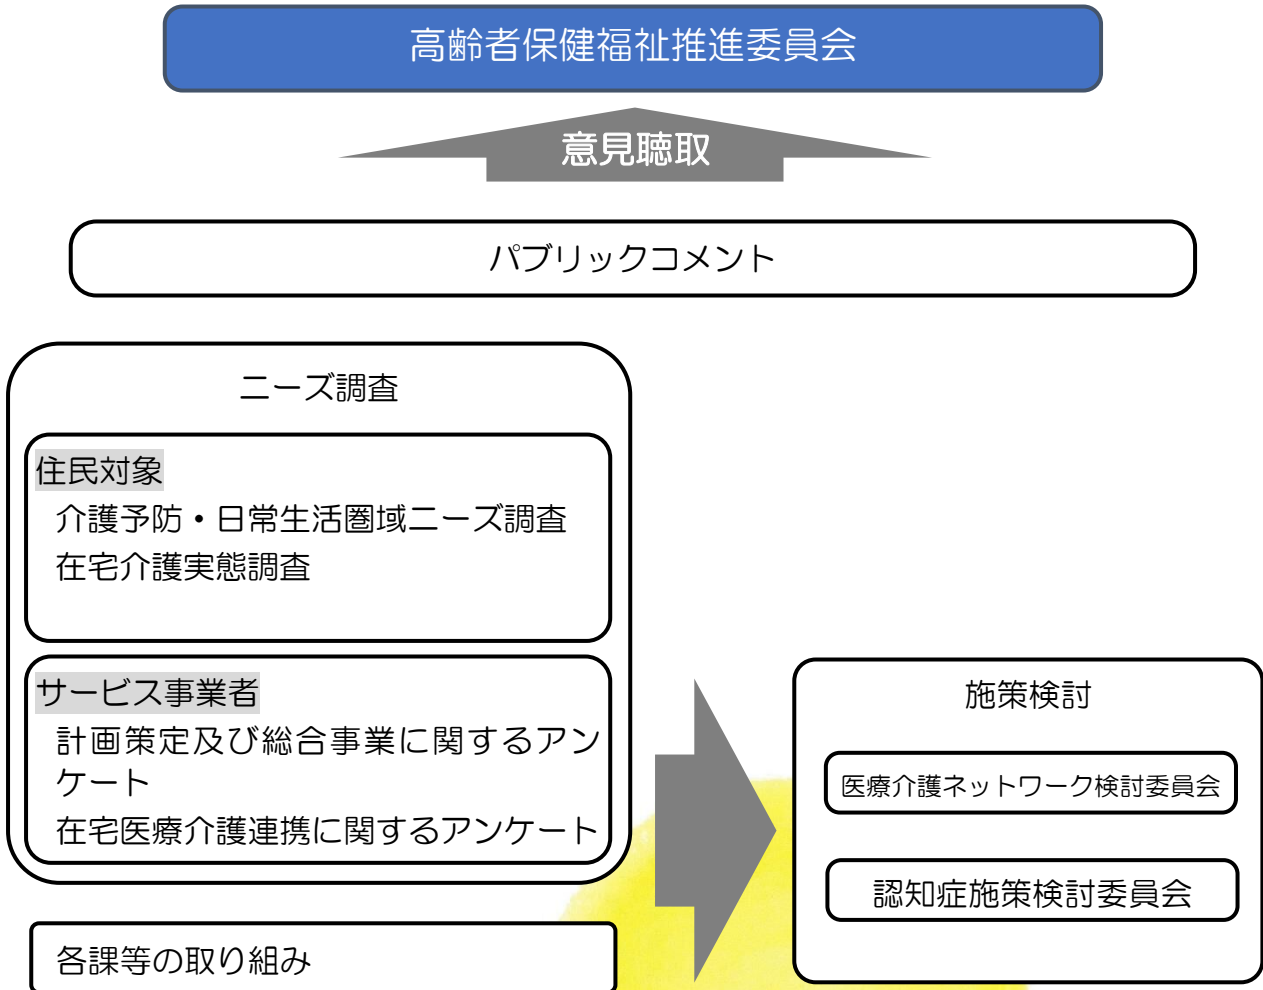 高齢者保健福祉推進委員会
意見聴取
パブリックコメント
ニーズ調査
住民対象
介護予防・日常生活圏域ニーズ調査
在宅介護実態調査
サービス事業者
計画策定及び総合事業に関するアン
ケート
在宅医療介護連携に関するアンケート
各課等の取り組み
施策検討
医療介護ネットワーク検討委員会
認知症施策検討委員会